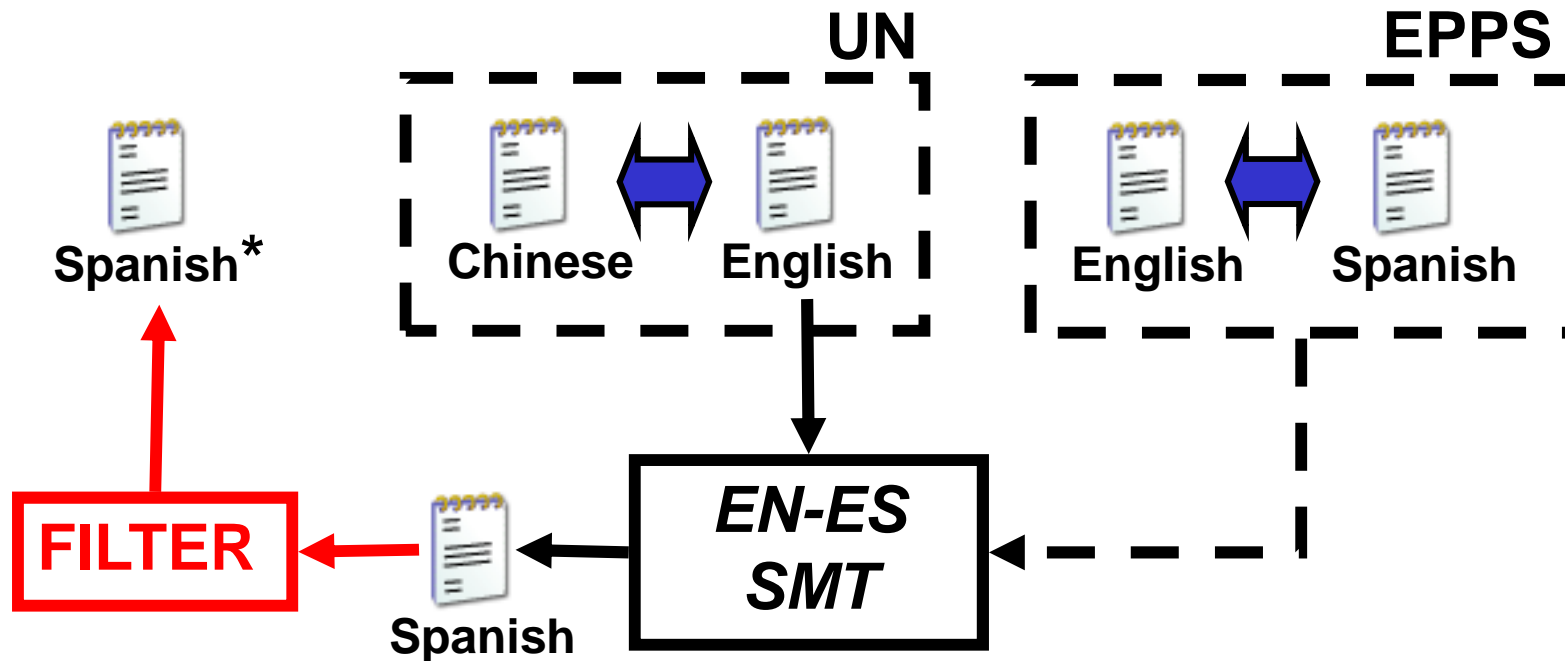 UN
EPPS
Spanish*
Chinese
English
English
Spanish
EN-ES
SMT
FILTER
Spanish